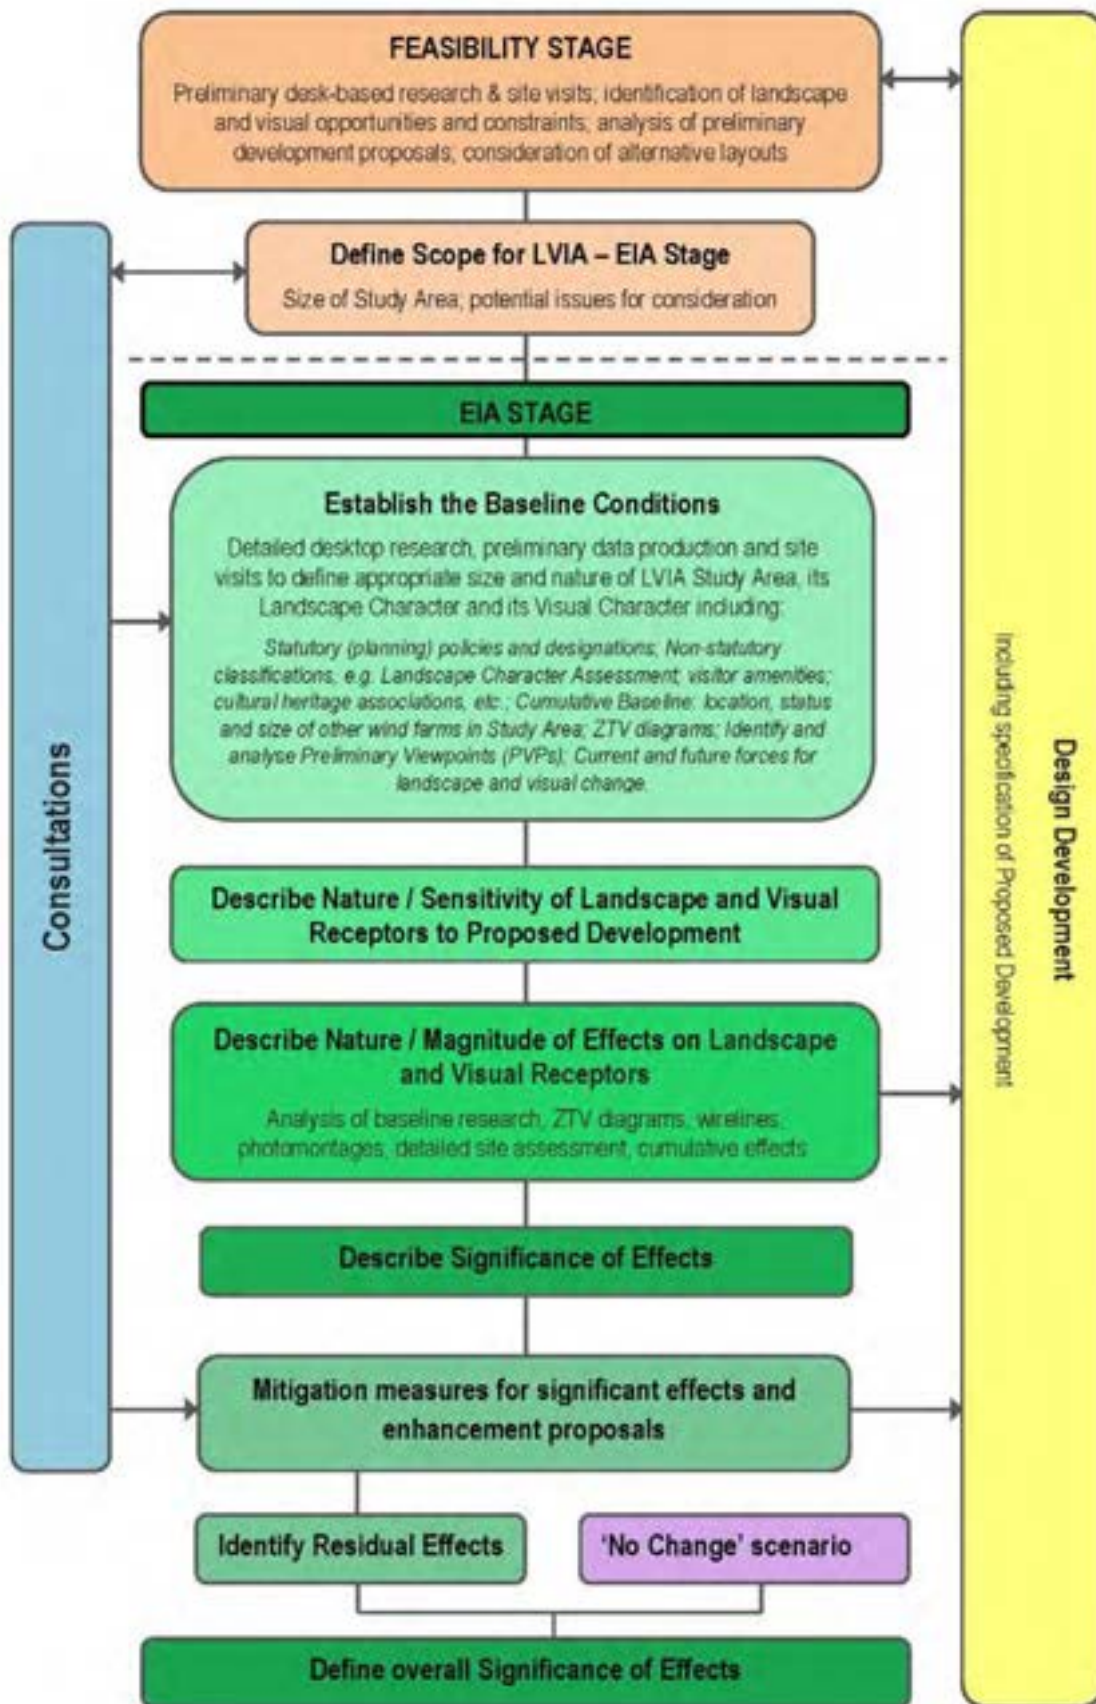 FEASIBILITY STAGE
Preliminary desk-based research & site visits; identification of landscape
and visual opportunities and constraints; analysis of preliminary
development proposals; consideration of alternative layouts
Define Scope for LVIA – EIA Stage
Size of Study Area; potential issues for consideration
EIA STAGE
Establish the Baseline Conditions
Detailed desktop research, preliminary data production and site
visits to define appropriate size and nature of LVIA Study Area, its
Landscape Character and its Visual Character including:
Statutory (planning) policies and designations; Non-statutory
classifications, e.g. Landscape Character Assessment; visitor amenities;
cultural heritage associations, etc.; Cumulative Baseline: location, status
and size of other wind farms in Study Area; ZTV diagrams; Identify and
analyse Preliminary Viewpoints (PVPs); Current and future forces for
landscape and visual change.
Describe Nature / Sensitivity of Landscape and Visual
Receptors to Proposed Development
Describe Nature / Magnitude of Effects on Landscape
and Visual Receptors
Analysis of baseline research, ZTV diagrams, wirelines,
photomontages, detailed site assessment, cumulative effects
Describe Significance of Effects
Mitigation measures for significant effects and
enhancement proposals
Identify Residual Effects
‘No Change’ scenario
Define overall Significance of Effects
Consultations
Design Development
Including specification of Proposed Development